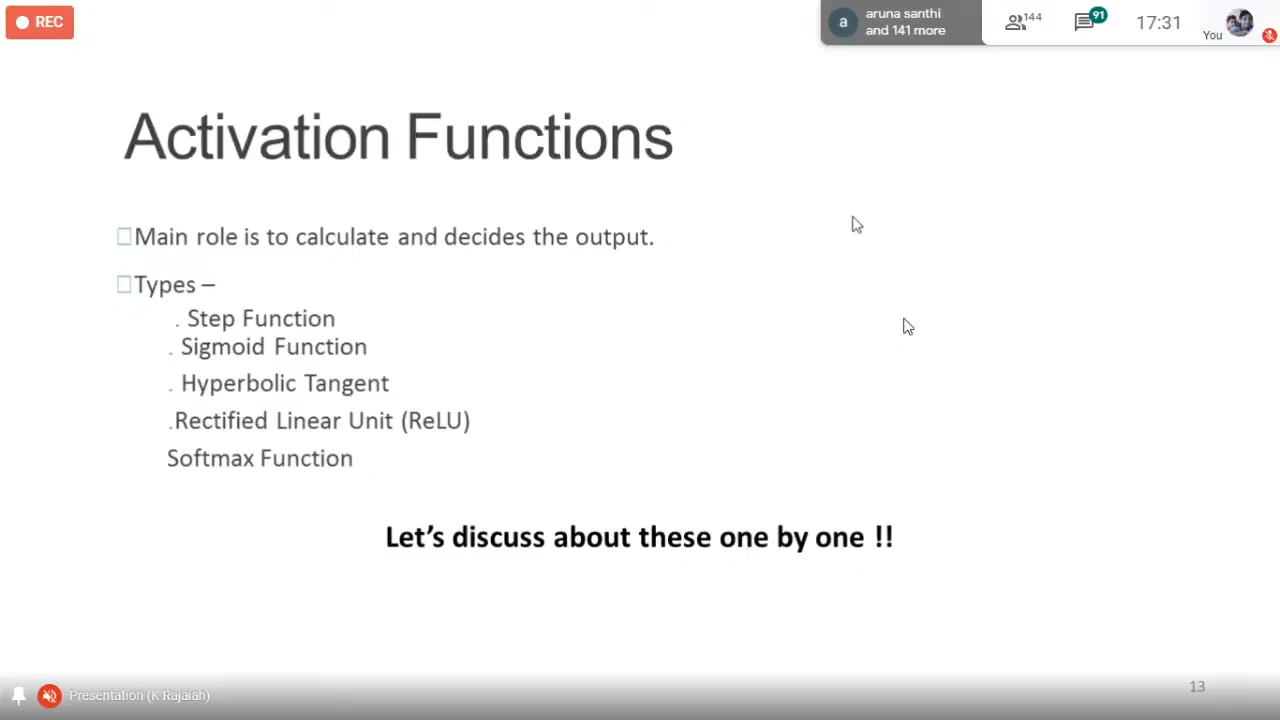 REC
a
aruna santhi
and 141 more
144
91
17:31
You
Activation Functions
Main role is to calculate and decides the output.
Types –
. Step Function
. Sigmoid Function
. Hyperbolic Tangent
.Rectified Linear Unit (ReLU)
Softmax Function
Let’s discuss about these one by one !!
Presentation (K Rajaiah)
13